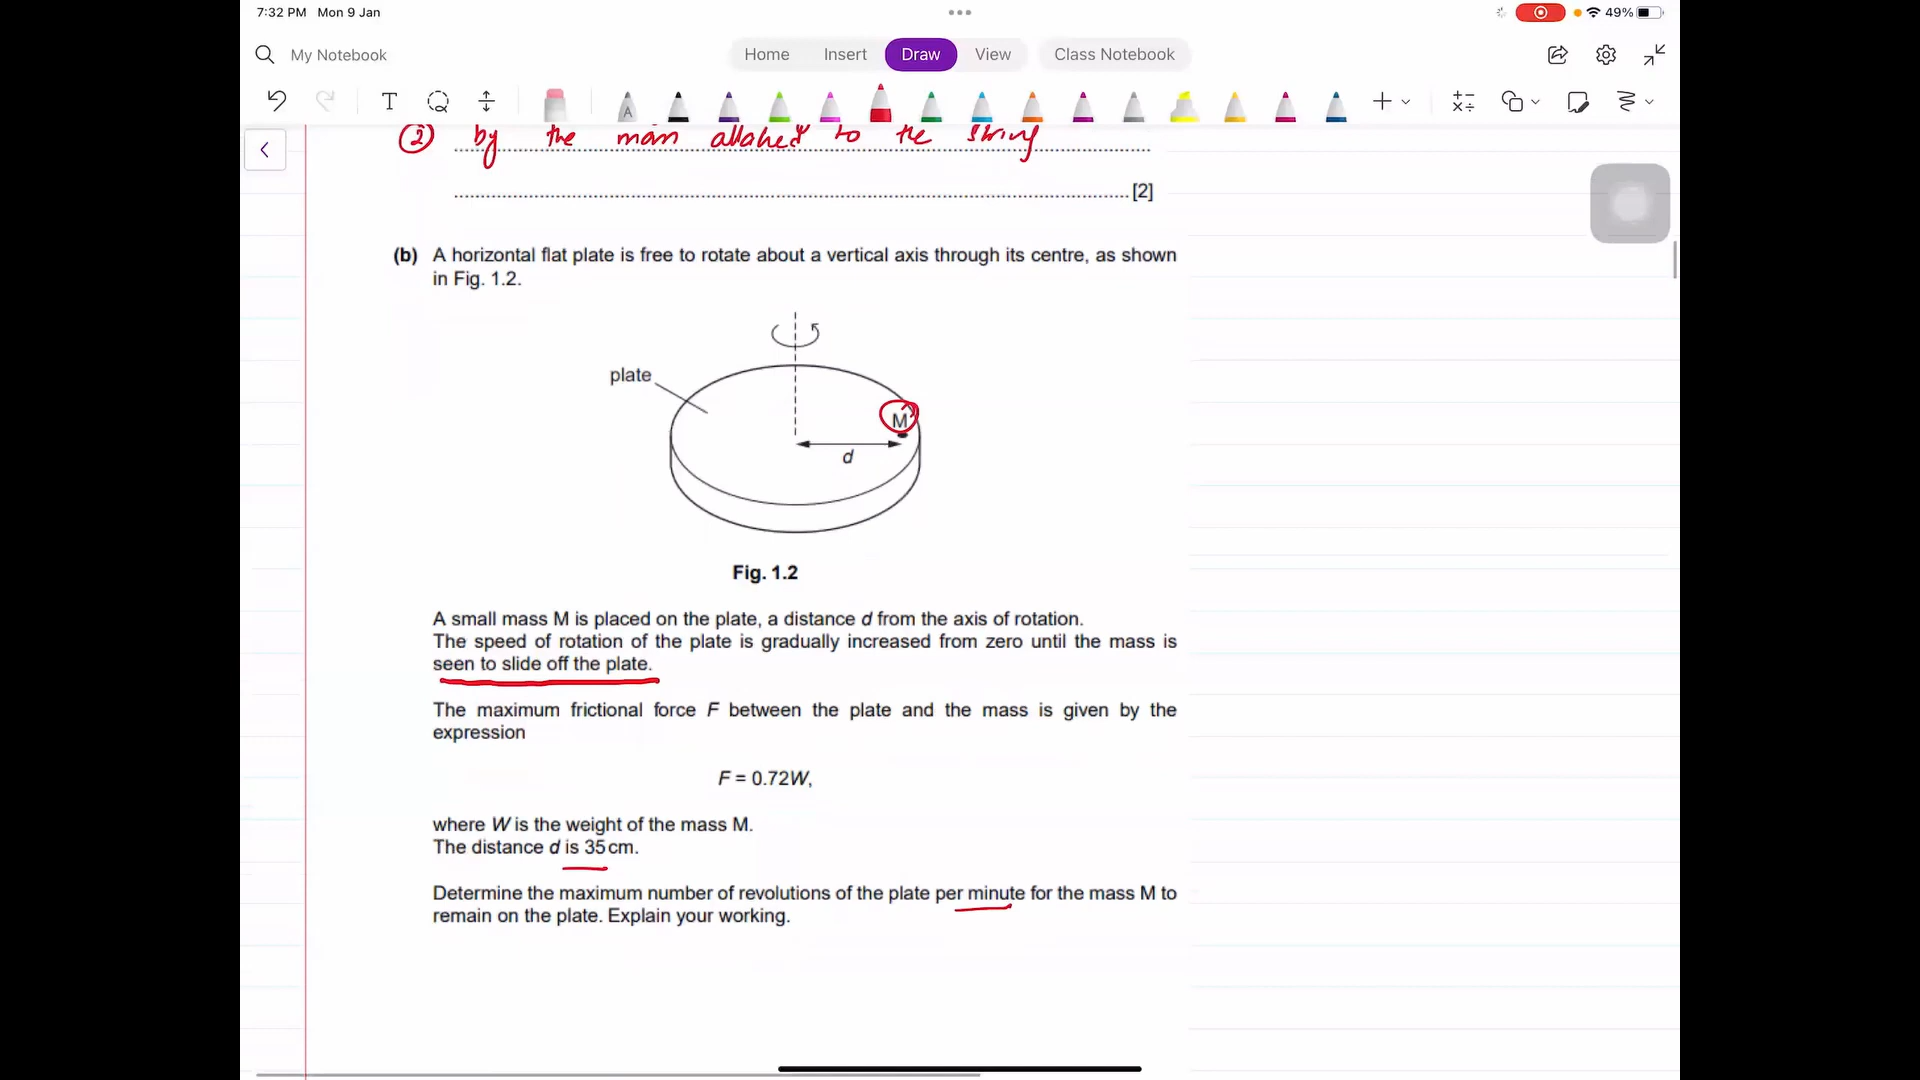 7:32 PM Mon 9 Jan
49%
My Notebook
Home Insert Draw View Class Notebook
T
A
② by the mass attached to the string
[2]
(b) A horizontal flat plate is free to rotate about a vertical axis through its centre, as shown
in Fig. 1.2.
plate
M
d
Fig. 1.2
A small mass M is placed on the plate, a distance d from the axis of rotation.
The speed of rotation of the plate is gradually increased from zero until the mass is
seen to slide off the plate.
The maximum frictional force F between the plate and the mass is given by the
expression
F = 0.72W,
where W is the weight of the mass M.
The distance d is 35 cm.
Determine the maximum number of revolutions of the plate per minute for the mass M to
remain on the plate. Explain your working.